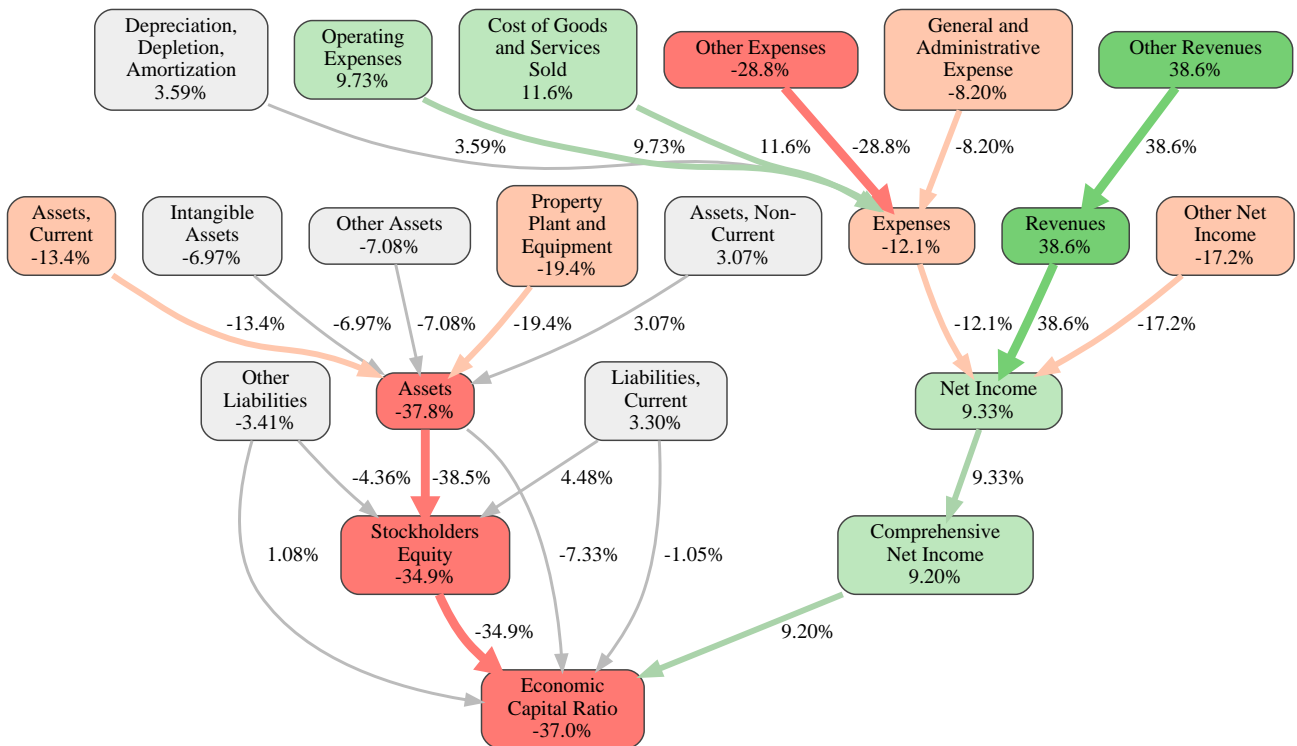 Depreciation,
Depletion,
Amortization
3.59%
Operating
Expenses
9.73%
Cost of Goods
and Services
Sold
11.6%
Other Expenses
-28.8%
General and
Administrative
Expense
-8.20%
Other Revenues
38.6%
3.59%
9.73%
11.6%
-28.8%
-8.20%
38.6%
Assets,
Current
-13.4%
Intangible
Assets
-6.97%
Other Assets
-7.08%
Property
Plant and
Equipment
-19.4%
Assets, Non-
Current
3.07%
Expenses
-12.1%
Revenues
38.6%
Other Net
Income
-17.2%
-13.4%
-6.97%
-7.08%
-19.4%
3.07%
-12.1%
38.6%
-17.2%
Other
Liabilities
-3.41%
Assets
-37.8%
Liabilities,
Current
3.30%
Net Income
9.33%
-4.36%
-38.5%
4.48%
9.33%
1.08%
Stockholders
Equity
-34.9%
-7.33%
-1.05%
Comprehensive
Net Income
9.20%
-34.9%
9.20%
Economic
Capital Ratio
-37.0%